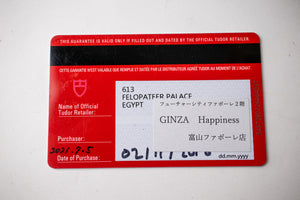 THIS GUARANTEE IS VALID ONLY IF FILLED OUT AND DATED BY THE OFFICIAL TUDOR RETAILER.
CETTE GARANTIE N'EST VALABLE QUE REMPLIE ET DATÉE PAR LE DISTRIBUTEUR AGRÉÉ TUDOR AU MOMENT DE L'ACHAT
613
FELOPATEER PALACE
EGYPT
Name of Official
Tudor Retailer:
フューチャーシティファボーレ2階
GINZA Happiness
富山ファボーレ店
Purchaser:
2021.7.5
Date of Purchase:
02/11/
dd.mm.yyyy